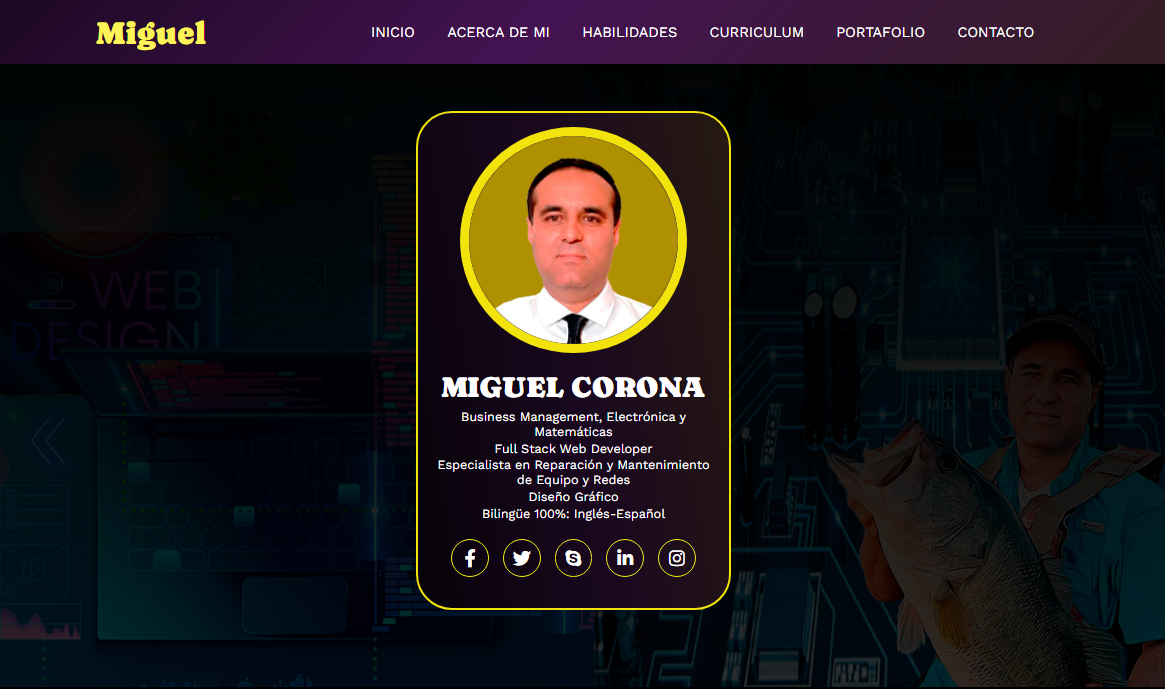 Miguel
INICIO ACERCA DE MI HABILIDADES CURRICULUM PORTAFOLIO CONTACTO
WEB
DESIGN
MIGUEL CORONA
Business Management, Electrónica y
Matemáticas
Full Stack Web Developer
Especialista en Reparación y Mantenimiento
de Equipo y Redes
Diseño Gráfico
Bilingüe 100%: Inglés-Español